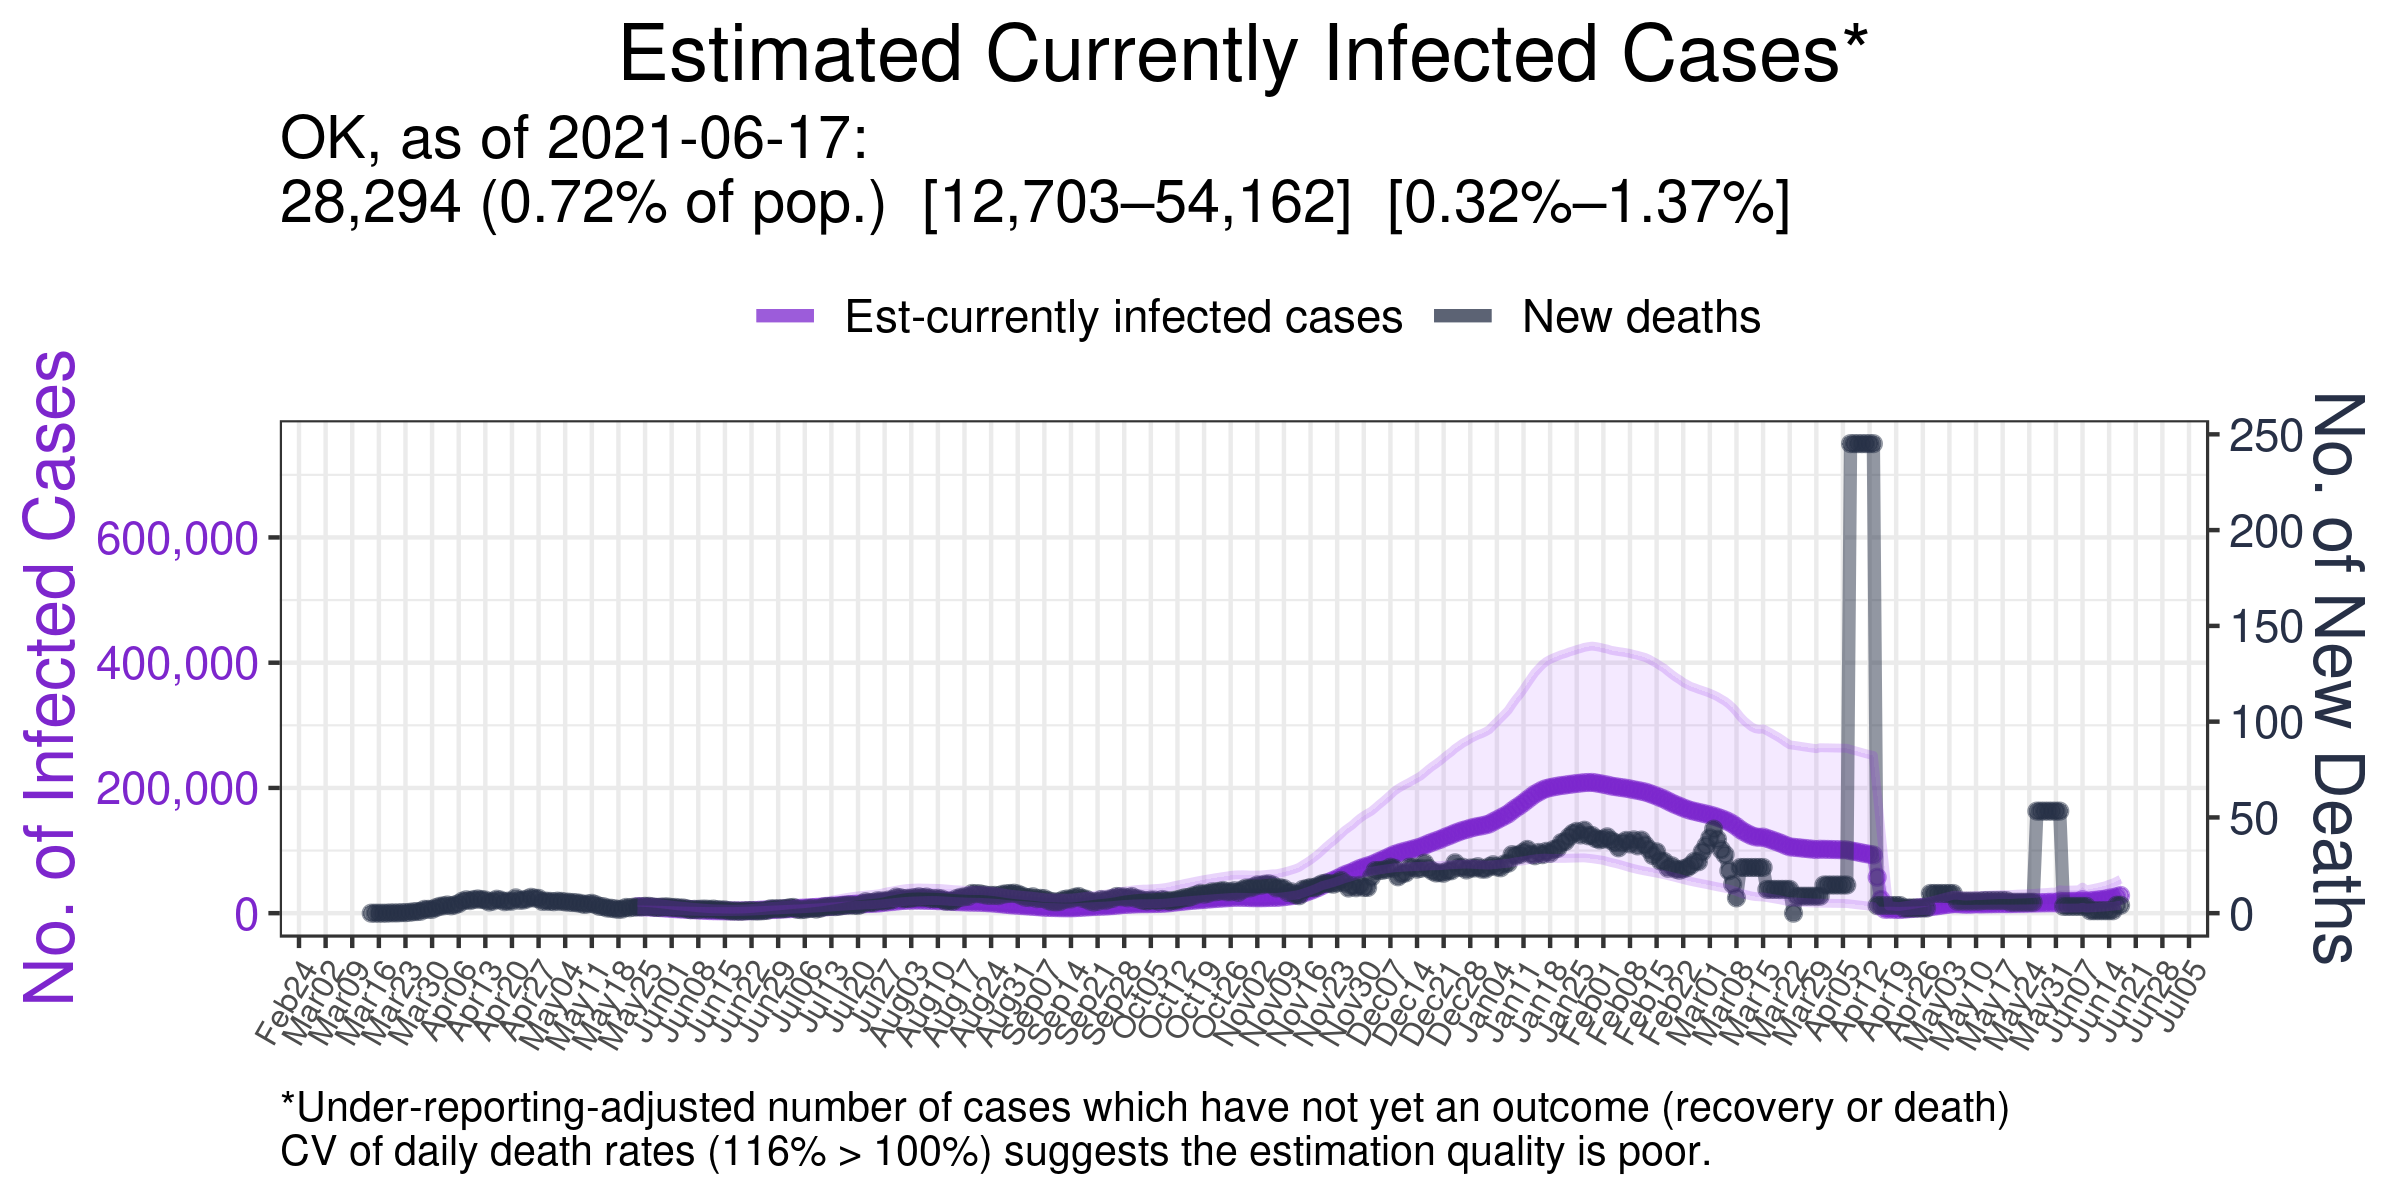 Estimated Currently Infected Cases*
OK, as of 2021-06-17:
28,294 (0.72% of pop.) [12,703–54,162] [0.32%–1.37%]
Est-currently infected cases
New deaths
No. of Infected Cases
600,000
400,000
200,000
0
250
200
150
100
50
0
No. of New Deaths
Feb24
Mar02
Mar09
Mar16
Mar23
Mar30
Apr06
Apr13
Apr20
Apr27
May04
May11
May18
May25
Jun01
Jun08
Jun15
Jun22
Jun29
Jul06
Jul13
Jul20
Jul27
Aug03
Aug10
Aug17
Aug24
Aug31
Sep07
Sep14
Sep21
Sep28
Oct05
Oct12
Oct19
Oct26
Nov02
Nov09
Nov16
Nov23
Nov30
Dec07
Dec14
Dec21
Dec28
Jan04
Jan11
Jan18
Jan25
Feb01
Feb08
Feb15
Feb22
Mar01
Mar08
Mar15
Mar22
Mar29
Apr05
Apr12
Apr19
Apr26
May03
May10
May17
May24
May31
Jun07
Jun14
Jun21
Jun28
Jul05
*Under-reporting-adjusted number of cases which have not yet an outcome (recovery or death)
CV of daily death rates (116% > 100%) suggests the estimation quality is poor.